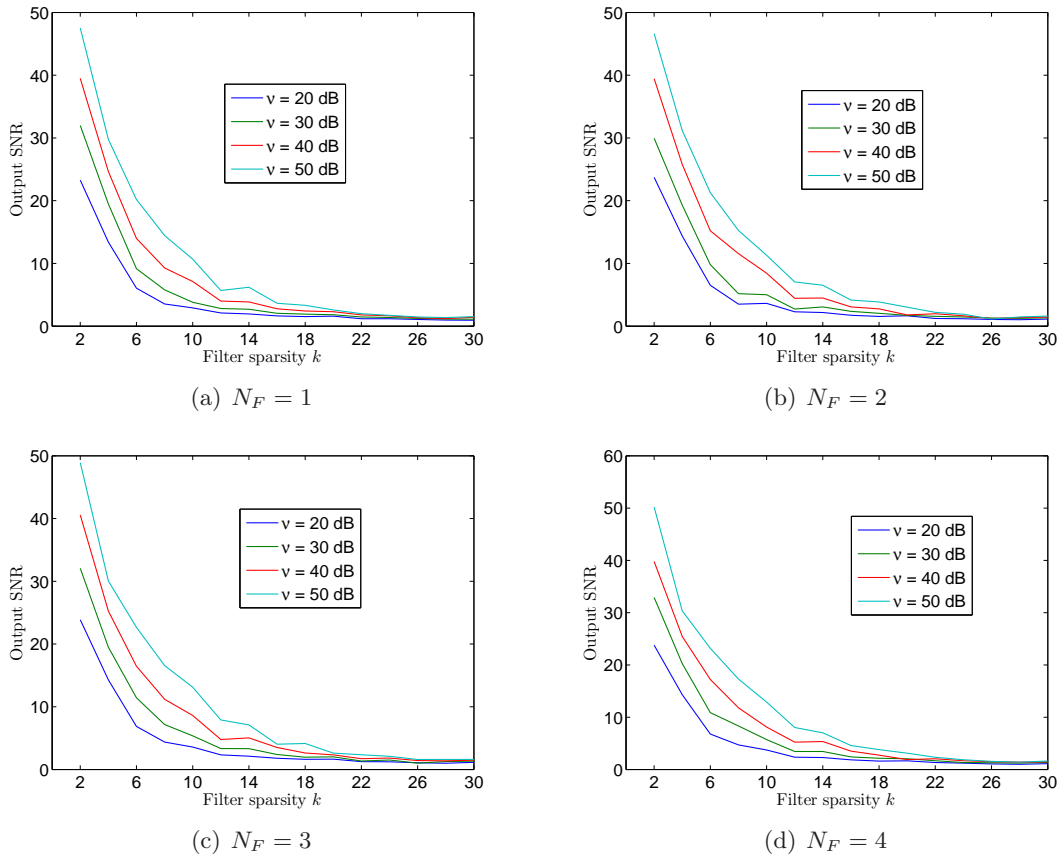 50
40
30
20
10
0
Output SNR
ν = 20 dB
ν = 30 dB
ν = 40 dB
ν = 50 dB
2 6 10 14 18 22 26 30
Filter sparsity k
(a) N_F = 1
50
40
30
20
10
0
Output SNR
ν = 20 dB
ν = 30 dB
ν = 40 dB
ν = 50 dB
2 6 10 14 18 22 26 30
Filter sparsity k
(b) N_F = 2
50
40
30
20
10
0
Output SNR
ν = 20 dB
ν = 30 dB
ν = 40 dB
ν = 50 dB
2 6 10 14 18 22 26 30
Filter sparsity k
(c) N_F = 3
60
50
40
30
20
10
0
Output SNR
ν = 20 dB
ν = 30 dB
ν = 40 dB
ν = 50 dB
2 6 10 14 18 22 26 30
Filter sparsity k
(d) N_F = 4